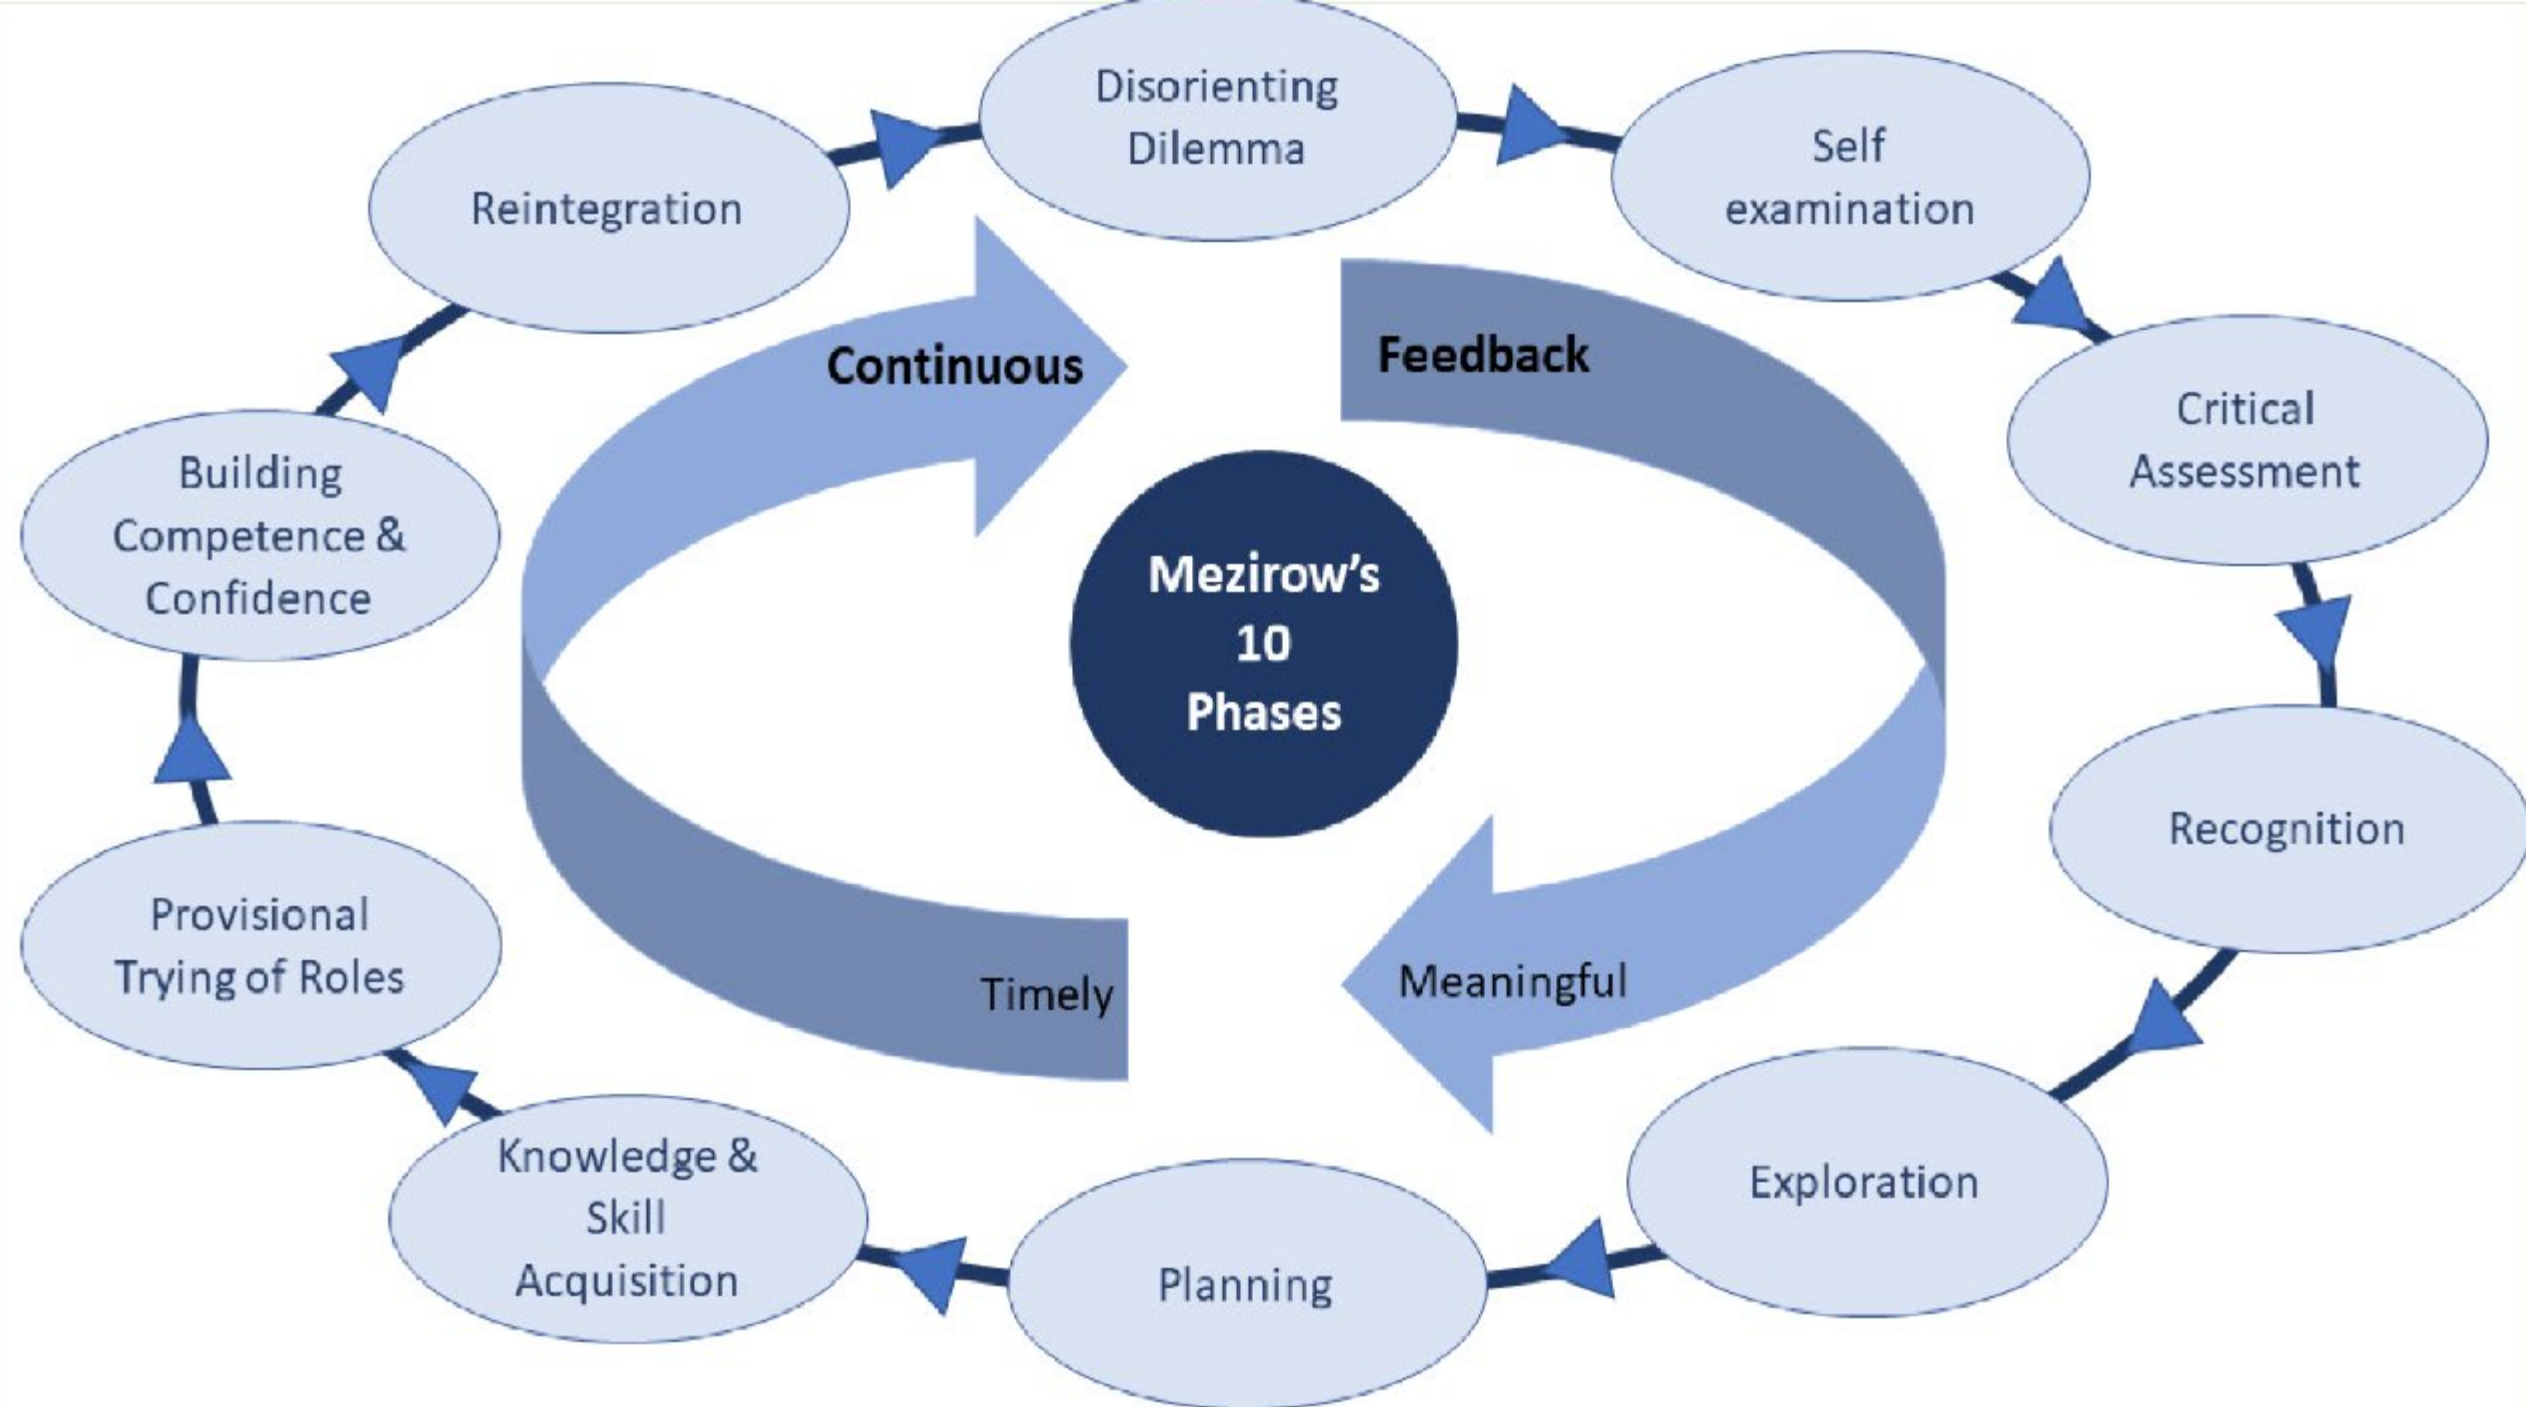 Disorienting
Dilemma
Self
examination
Critical
Assessment
Recognition
Exploration
Planning
Knowledge &
Skill
Acquisition
Provisional
Trying of Roles
Building
Competence &
Confidence
Reintegration
Continuous
Feedback
Meaningful
Timely
Mezirow’s
10
Phases